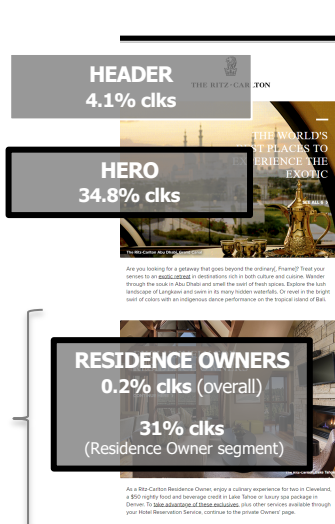 HEADER
4.1% clks
THE RITZ-CARLTON
THE WORLD'S
BEST PLACES TO
EXPERIENCE THE
EXOTIC
HERO
34.8% clks
SEE ALL 9 >
The Ritz-Carlton Abu Dhabi, Grand Canal
Are you looking for a getaway that goes beyond the ordinary[, Fname]? Treat your
senses to an exotic retreat in destinations rich in both culture and cuisine. Wander
through the souk in Abu Dhabi and smell the swirl of fresh spices. Explore the lush
landscape of Langkawi and swim in its many hidden waterfalls. Or revel in the bright
swirl of colors with an indigenous dance performance on the tropical island of Bali.
RESIDENCE OWNERS
0.2% clks (overall)
31% clks
(Residence Owner segment)
As a Ritz-Carlton Residence Owner, enjoy a culinary experience for two in Cleveland,
a $50 nightly food and beverage credit in Lake Tahoe or luxury spa package in
Denver. To take advantage of these exclusives, plus other services available through
your Hotel Reservation Service, continue to the private Owners' page.